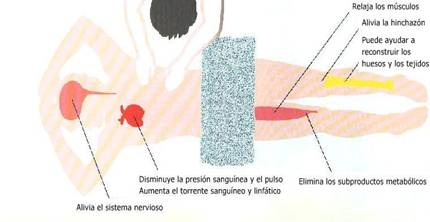 Relaja los músculos
Alivia la hinchazón
Puede ayudar a
reconstruir los
huesos y los tejidos
Disminuye la presión sanguínea y el pulso
Aumenta el torrente sanguíneo y linfático
Elimina los subproductos metabólicos
Alivia el sistema nervioso